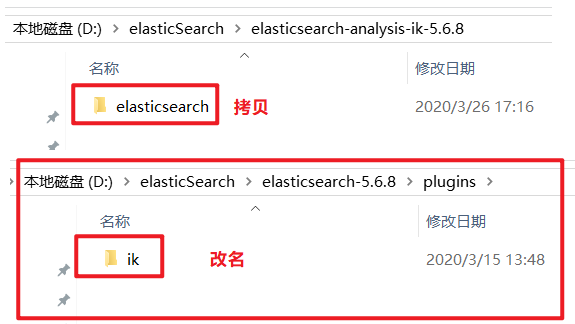 本地磁盘 (D:) > elasticSearch > elasticsearch-analysis-ik-5.6.8
名称 修改日期
elasticsearch 拷贝 2020/3/26 17:16
本地磁盘 (D:) > elasticSearch > elasticsearch-5.6.8 > plugins >
名称 修改日期
ik 改名 2020/3/15 13:48